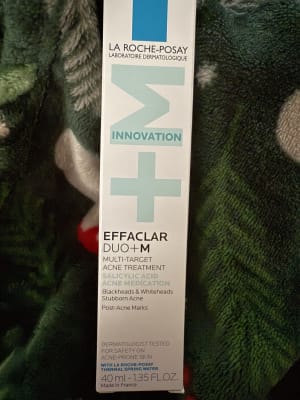 LA ROCHE-POSAY
LABORATOIRE DERMATOLOGIQUE
+M
INNOVATION
EFFACLAR
DUO+M
MULTI-TARGET
ACNE TREATMENT
SALICYLIC ACID
ACNE MEDICATION
Blackheads & Whiteheads
Stubborn Acne
Post-Acne Marks
DERMATOLOGIST TESTED
FOR SAFETY ON
ACNE-PRONE SKIN
WITH LA ROCHE-POSAY
THERMAL SPRING WATER
40 ml - 1.35 FL.OZ.
Made in France